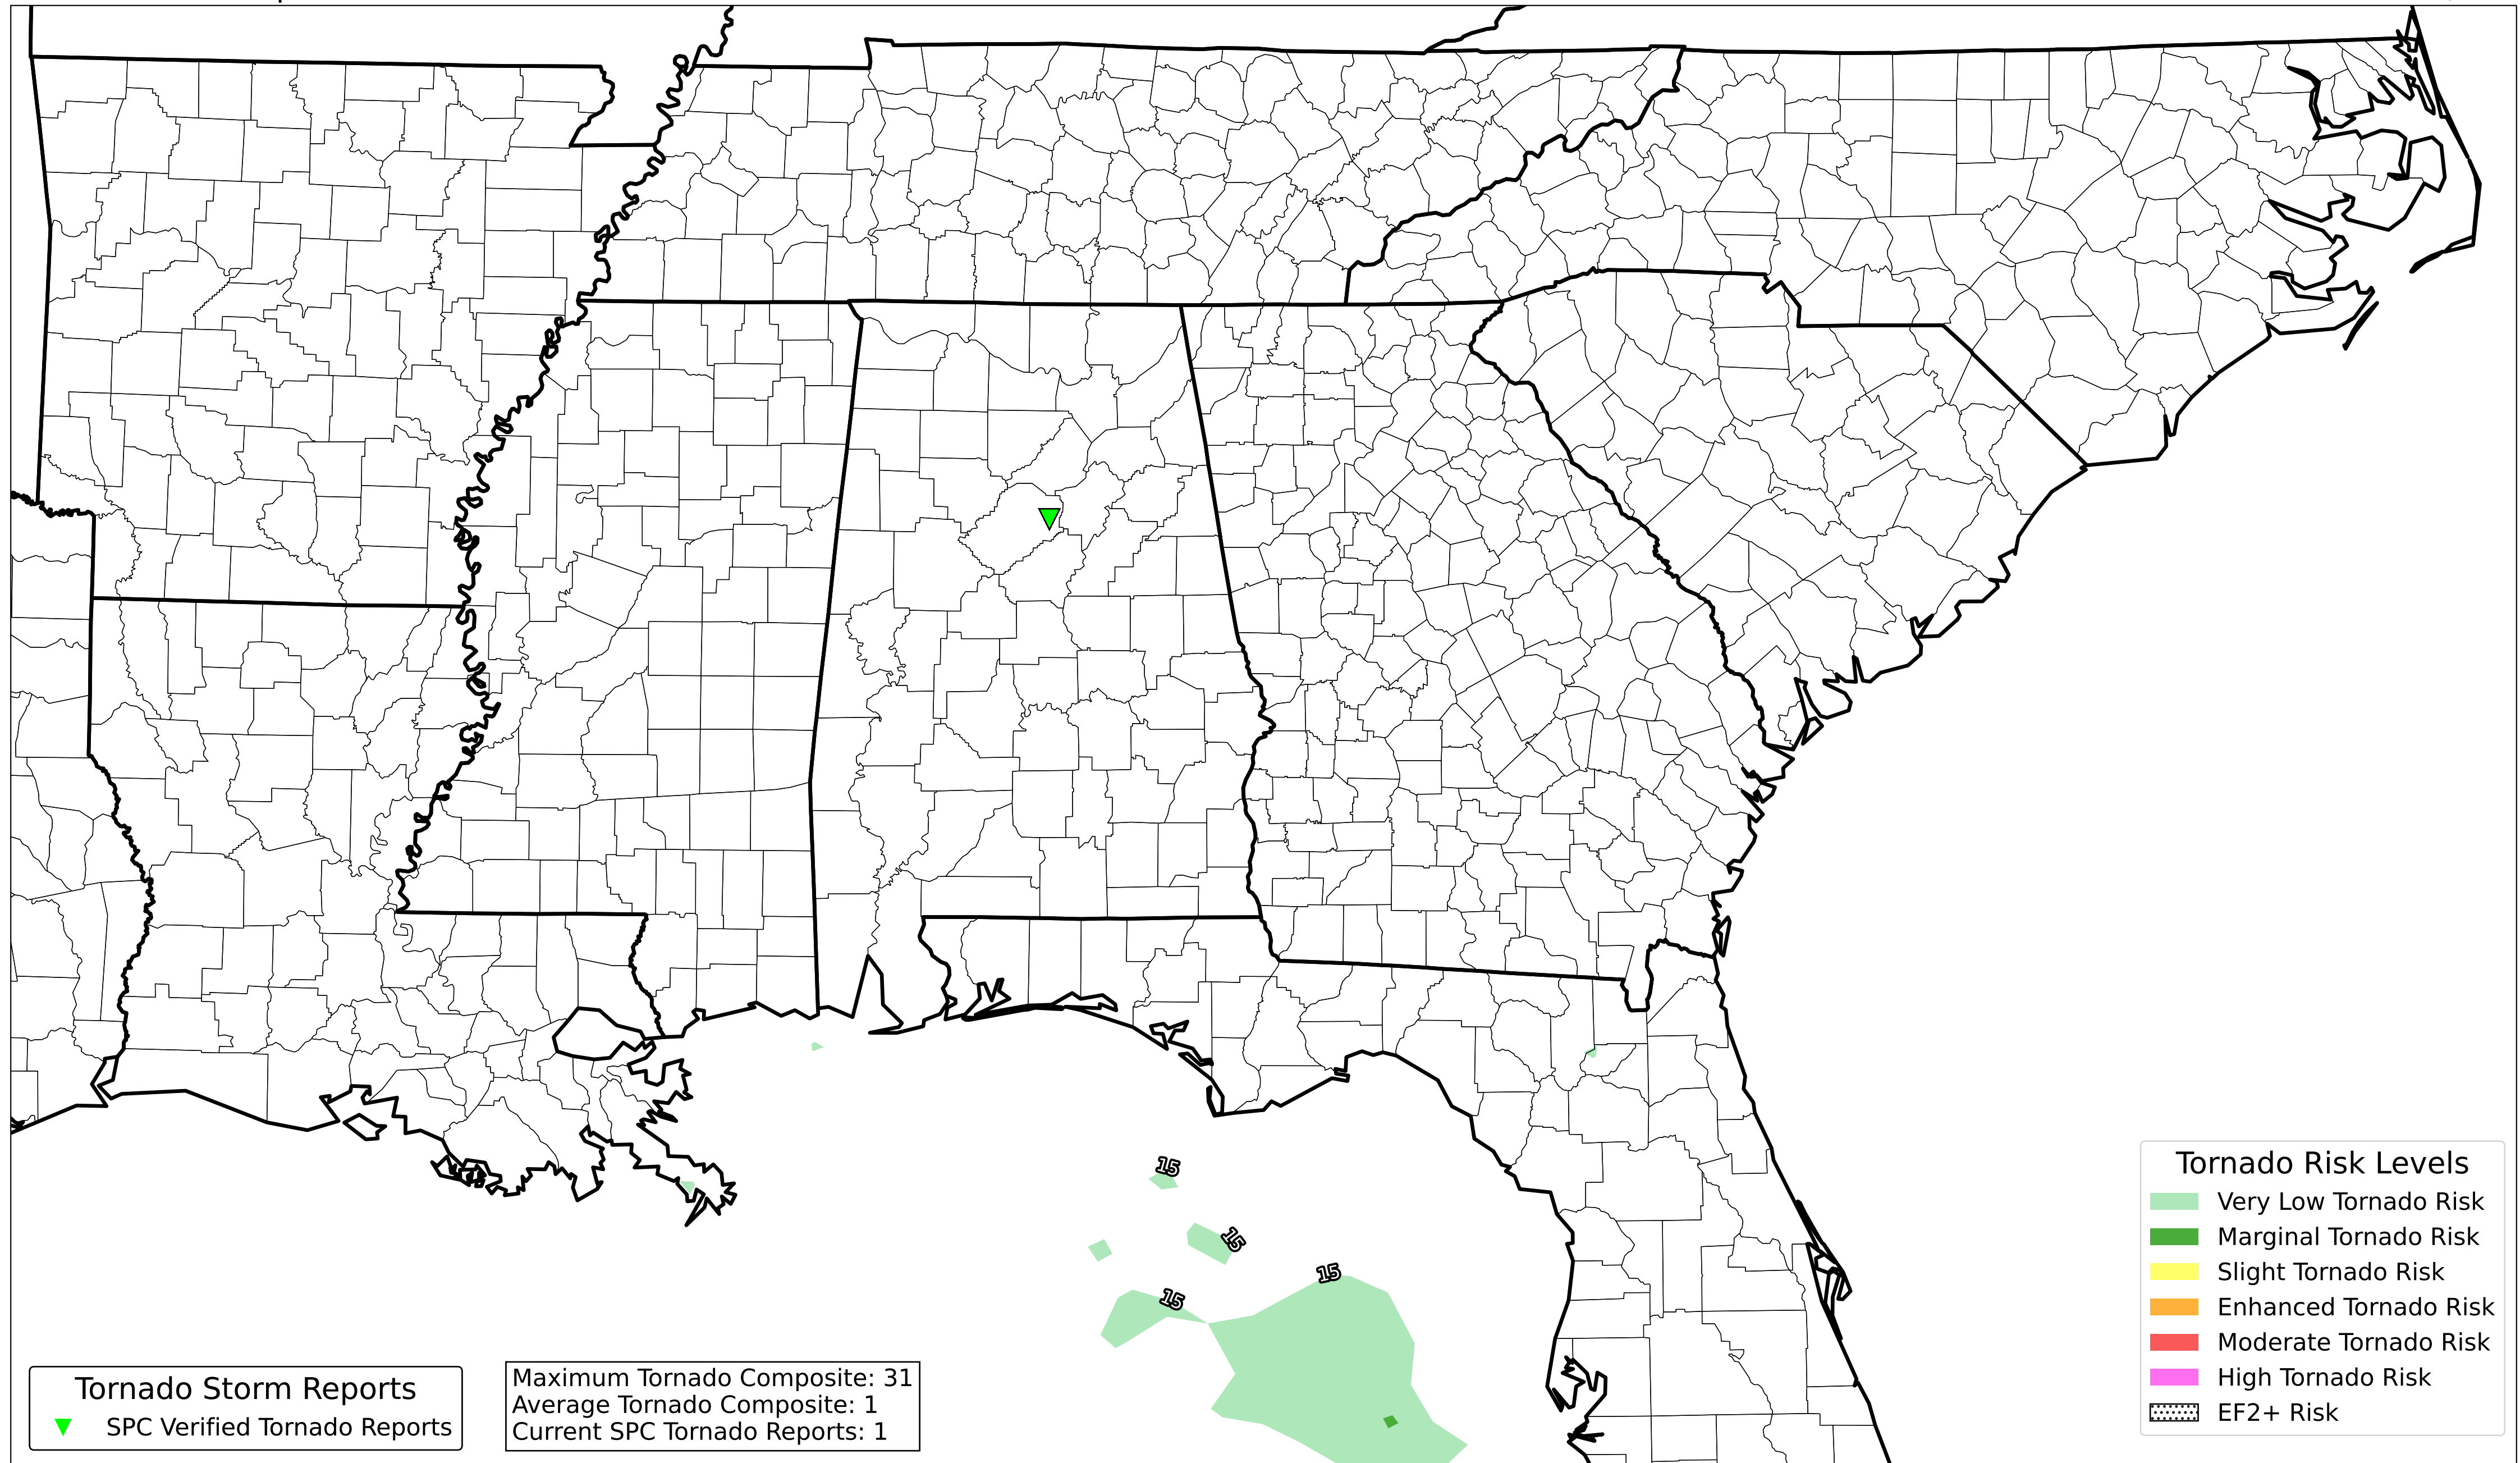 15
15
15
15
Tornado Storm Reports
SPC Verified Tornado Reports
Maximum Tornado Composite: 31
Average Tornado Composite: 1
Current SPC Tornado Reports: 1
Tornado Risk Levels
Very Low Tornado Risk
Marginal Tornado Risk
Slight Tornado Risk
Enhanced Tornado Risk
Moderate Tornado Risk
High Tornado Risk
EF2+ Risk